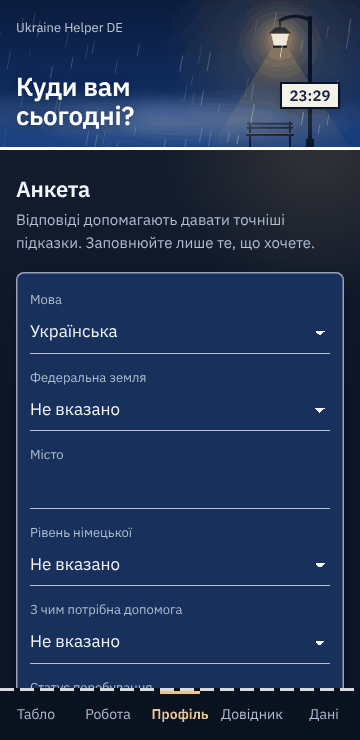 Ukraine Helper DE
Куди вам
сьогодні?
23:29
Анкета
Відповіді допомагають давати точніші
підказки. Заповнюйте лише те, що хочете.
Мова
Українська
Федеральна земля
Не вказано
Місто
Рівень німецької
Не вказано
З чим потрібна допомога
Не вказано
Статус перебування
Табло Робота Профіль Довідник Дані